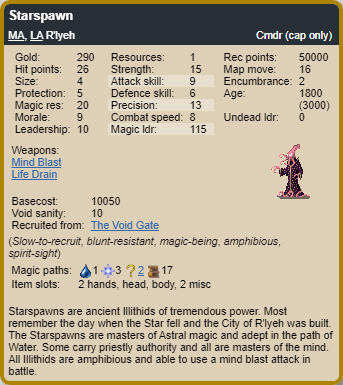 Starspawn
MA, LA R'lyeh Cmdr (cap only)
Gold: 290 Resources: 1 Rec points: 50000
Hit points: 26 Strength: 15 Map move: 16
Size: 4 Attack skill: 9 Encumbrance: 2
Protection: 5 Defence skill: 6 Age: 1800
Magic res: 20 Precision: 13 (3000)
Morale: 9 Combat speed: 8 Undead ldr: 0
Leadership: 10 Magic ldr: 115
Weapons:
Mind Blast
Life Drain
Basecost: 10050
Void sanity: 10
Recruited from: The Void Gate
(Slow-to-recruit, blunt-resistant, magic-being, amphibious,
spirit-sight)
Magic paths: 1 3 ? 2 17
Item slots: 2 hands, head, body, 2 misc
Starspawns are ancient Illithids of tremendous power. Most
remember the day when the Star fell and the City of R'lyeh was built.
The Starspawns are masters of Astral magic and adept in the path of
Water. Some carry priestly authority and all are masters of the mind.
All Illithids are amphibious and able to use a mind blast attack in
battle.